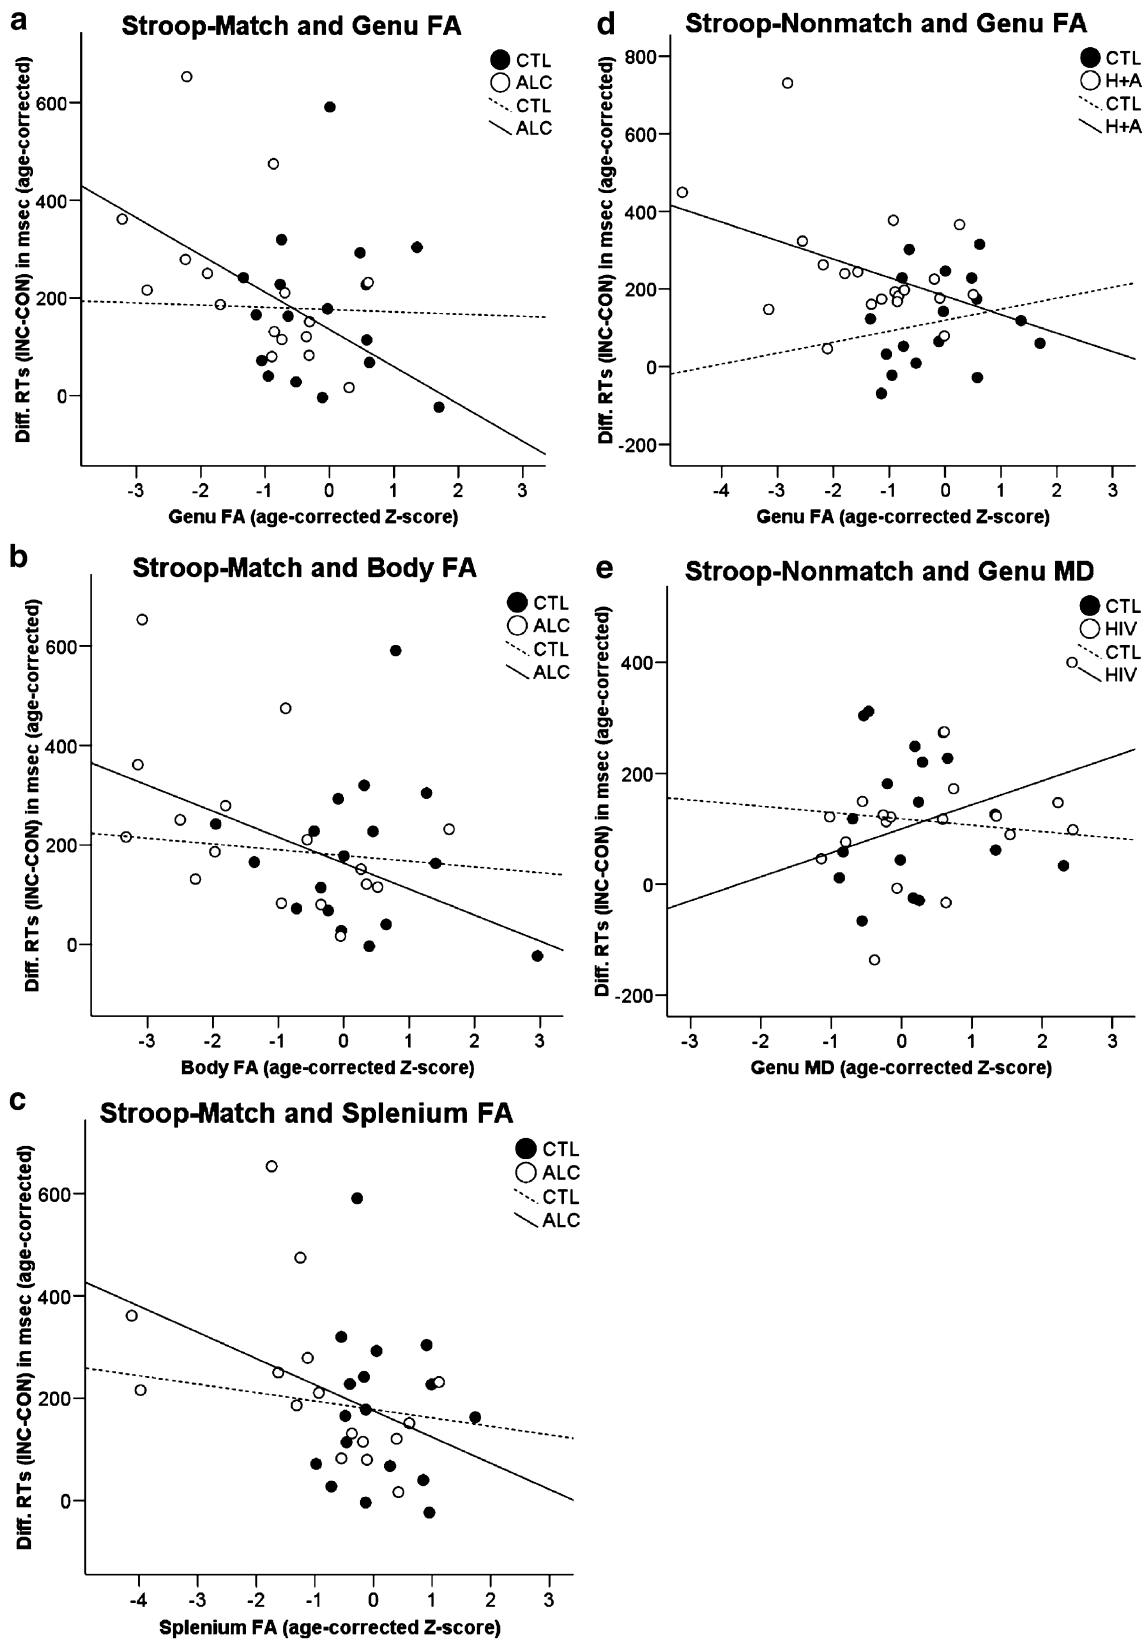 a
Stroop-Match and Genu FA
CTL
ALC
CTL
ALC
Diff. RTs (INC-CON) in msec (age-corrected)
600
400
200
0
-3 -2 -1 0 1 2 3
Genu FA (age-corrected Z-score)
b
Stroop-Match and Body FA
CTL
ALC
CTL
ALC
Diff. RTs (INC-CON) in msec (age-corrected)
600
400
200
0
-3 -2 -1 0 1 2 3
Body FA (age-corrected Z-score)
c
Stroop-Match and Splenium FA
CTL
ALC
CTL
ALC
Diff. RTs (INC-CON) in msec (age-corrected)
600
400
200
0
-4 -3 -2 -1 0 1 2 3
Splenium FA (age-corrected Z-score)
d
Stroop-Nonmatch and Genu FA
CTL
H+A
CTL
H+A
Diff. RTs (INC-CON) in msec (age-corrected)
800
600
400
200
0
-200
-4 -3 -2 -1 0 1 2 3
Genu FA (age-corrected Z-score)
e
Stroop-Nonmatch and Genu MD
CTL
HIV
CTL
HIV
Diff. RTs (INC-CON) in msec (age-corrected)
400
200
0
-200
-3 -2 -1 0 1 2 3
Genu MD (age-corrected Z-score)